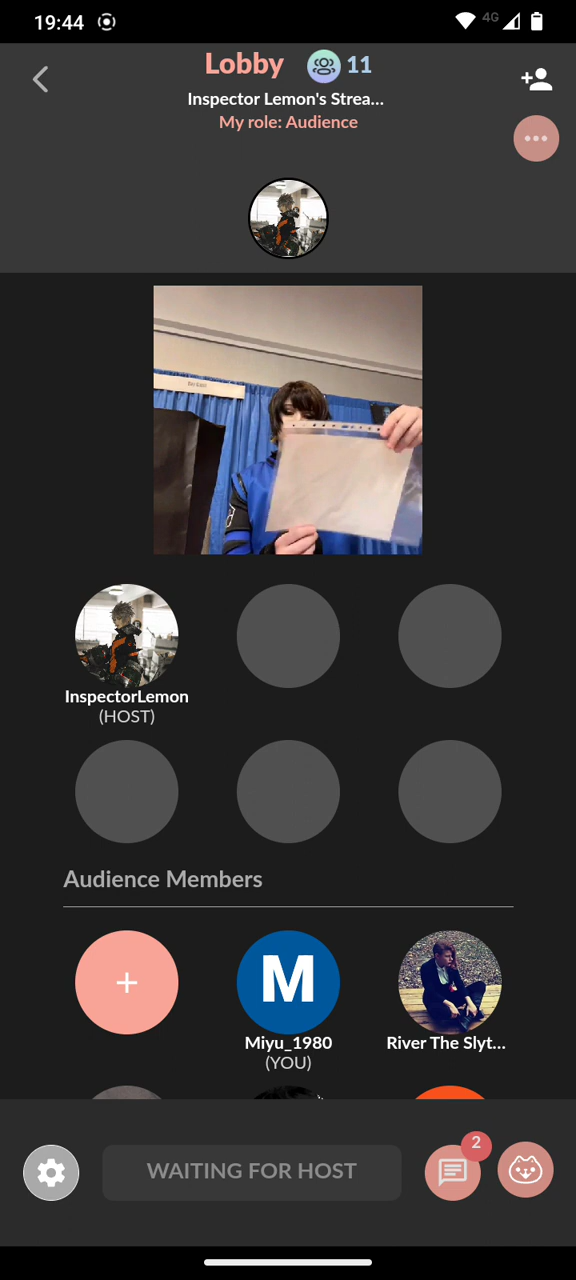 19:44
4G
Lobby
11
Inspector Lemon's Strea...
My role: Audience
InspectorLemon
(HOST)
Audience Members
M
Miyu_1980
(YOU)
River The Slyt...
2
WAITING FOR HOST